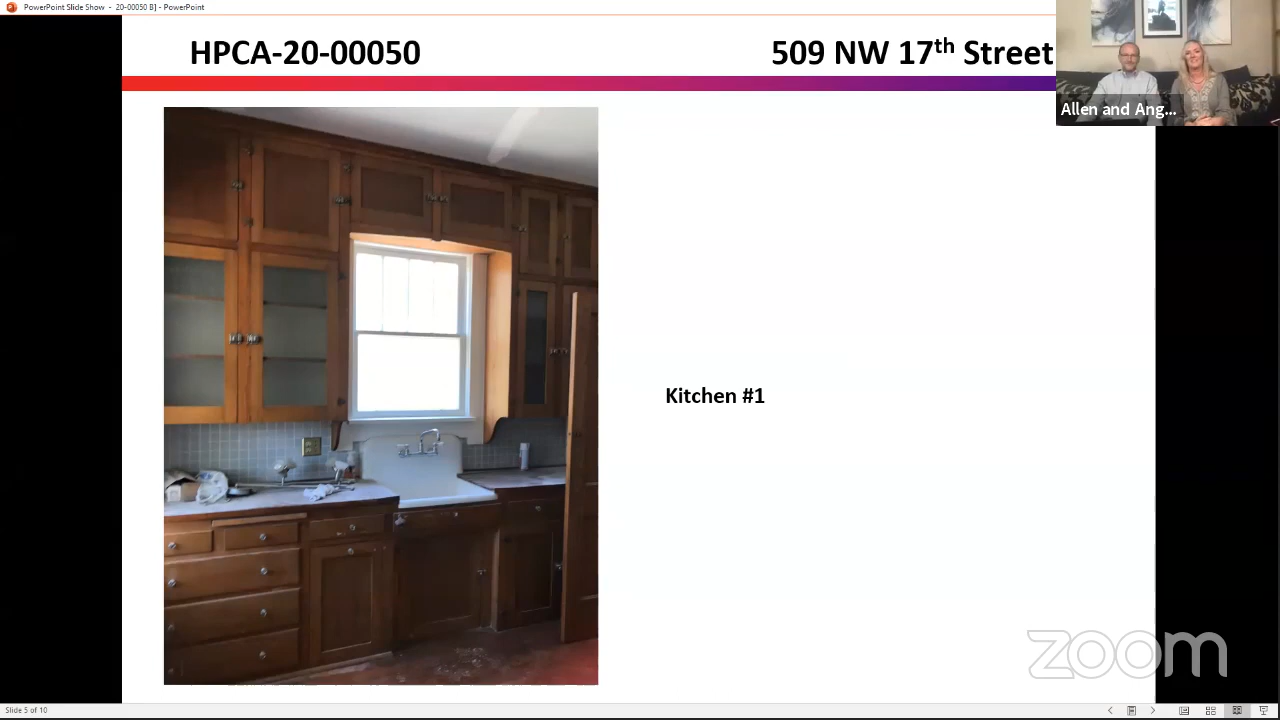 PowerPoint Slide Show - 20-00050 B] - PowerPoint
HPCA-20-00050
509 NW 17th Street
Allen and Ang...
Kitchen #1
zoom
Slide 5 of 10